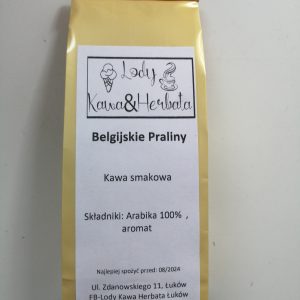 Lody
Kawa&Herbata
Belgijskie Praliny
Kawa smakowa
Składniki: Arabika 100% ,
aromat
Najlepiej spożyć przed: 08/2024
Ul. Zdanowskiego 11, Łuków
FB-Lody Kawa Herbata Łuków